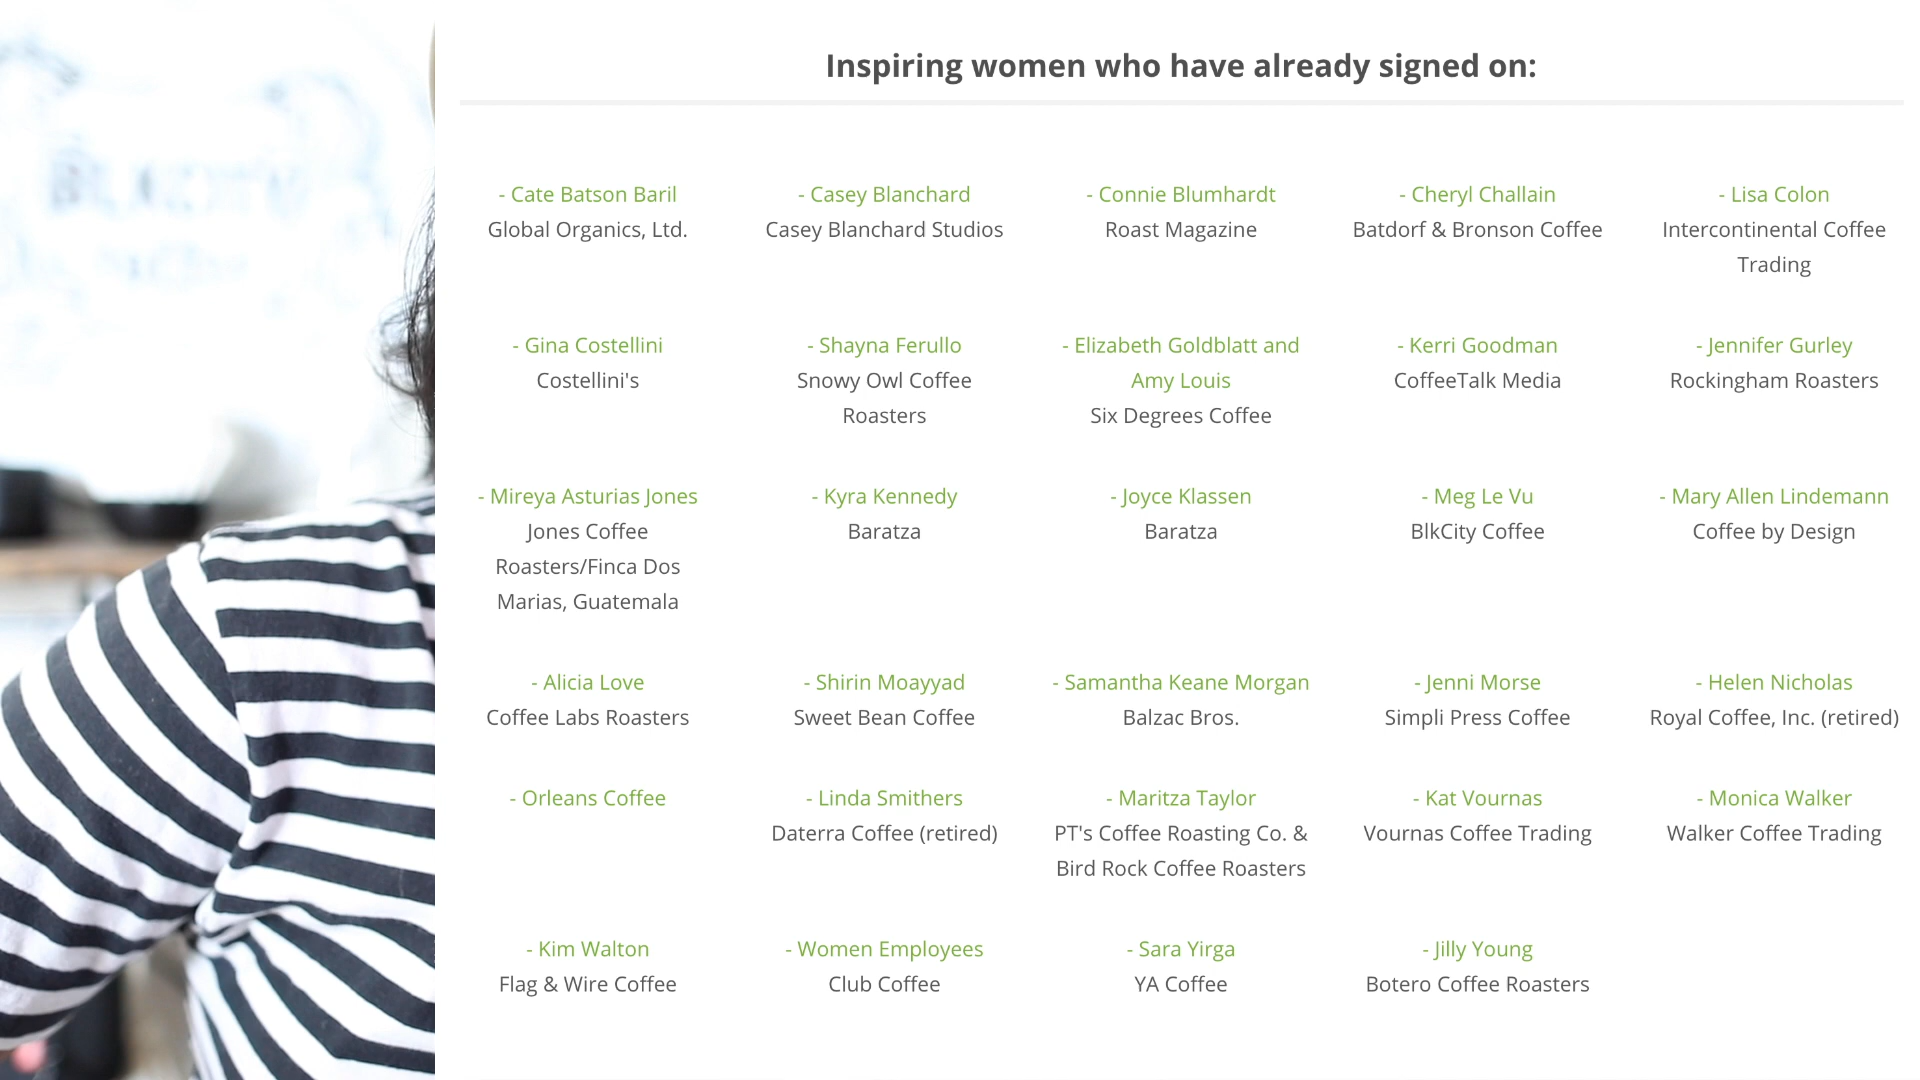 Inspiring women who have already signed on:
- Cate Batson Baril
Global Organics, Ltd.
- Casey Blanchard
Casey Blanchard Studios
- Connie Blumhardt
Roast Magazine
- Cheryl Challain
Batdorf & Bronson Coffee
- Lisa Colon
Intercontinental Coffee
Trading
- Gina Costellini
Costellini's
- Shayna Ferullo
Snowy Owl Coffee
Roasters
- Elizabeth Goldblatt and
Amy Louis
Six Degrees Coffee
- Kerri Goodman
CoffeeTalk Media
- Jennifer Gurley
Rockingham Roasters
- Mireya Asturias Jones
Jones Coffee
Roasters/Finca Dos
Marias, Guatemala
- Kyra Kennedy
Baratza
- Joyce Klassen
Baratza
- Meg Le Vu
BlkCity Coffee
- Mary Allen Lindemann
Coffee by Design
- Alicia Love
Coffee Labs Roasters
- Shirin Moayyad
Sweet Bean Coffee
- Samantha Keane Morgan
Balzac Bros.
- Jenni Morse
Simpli Press Coffee
- Helen Nicholas
Royal Coffee, Inc. (retired)
- Orleans Coffee
- Linda Smithers
Daterra Coffee (retired)
- Maritza Taylor
PT's Coffee Roasting Co. &
Bird Rock Coffee Roasters
- Kat Vournas
Vournas Coffee Trading
- Monica Walker
Walker Coffee Trading
- Kim Walton
Flag & Wire Coffee
- Women Employees
Club Coffee
- Sara Yirga
YA Coffee
- Jilly Young
Botero Coffee Roasters